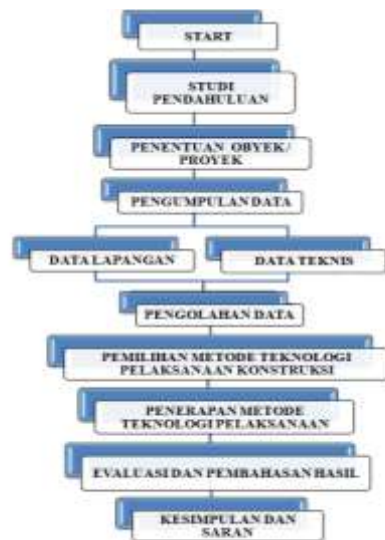 START
STUDI
PENDAHULUAN
PENENTUAN OBYEK/
PROYEK
PENGUMPULAN DATA
DATA LAPANGAN
DATA TEKNIS
PENGOLAHAN DATA
PEMILIHAN METODE TEKNOLOGI
PELAKSANAAN KONSTRUKSI
PENERAPAN METODE
TEKNOLOGI PELAKSANAAN
EVALUASI DAN PEMBAHASAN HASIL
KESIMPULAN DAN
SARAN